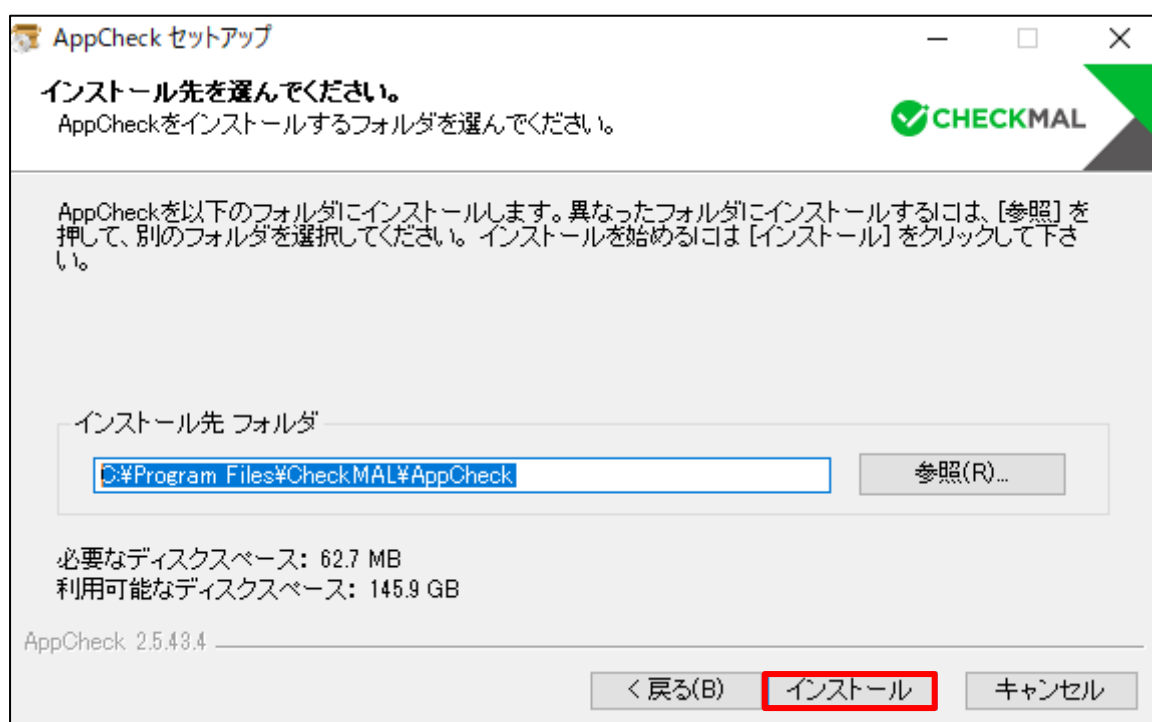 AppCheck セットアップ
インストール先を選んでください。
AppCheckをインストールするフォルダを選んでください。
CHECKMAL
AppCheckを以下のフォルダにインストールします。異なったフォルダにインストールするには、[参照] を
押して、別のフォルダを選択してください。 インストールを始めるには [インストール] をクリックして下さ
い。
インストール先 フォルダ
C:¥Program Files¥CheckMAL¥AppCheck
参照(R)...
必要なディスクスペース: 62.7 MB
利用可能なディスクスペース: 145.9 GB
AppCheck 2.5.43.4
< 戻る(B)
インストール
キャンセル